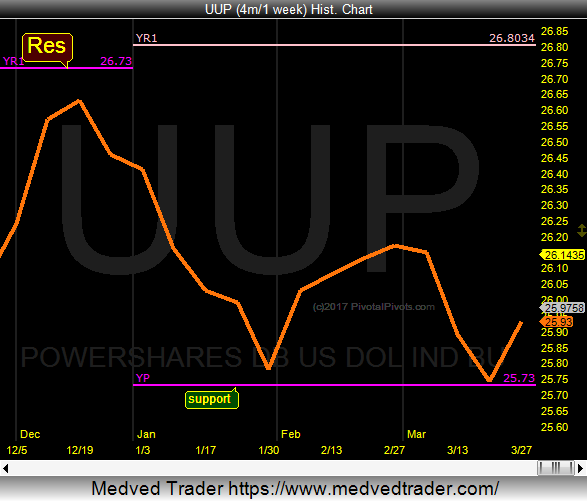 UUP (4m/1 week) Hist. Chart
YR1 26.8034
Res
YR1 26.73
UUP
(c)2017 PivotalPivots.com
POWERSHARES DB US DOL IND BU
YP 25.73
support
26.85
26.80
26.75
26.70
26.65
26.60
26.55
26.50
26.45
26.40
26.35
26.30
26.25
26.20
26.1435
26.10
26.05
26.00
25.9758
25.95
25.93
25.90
25.85
25.80
25.75
25.70
25.65
25.60
Dec Jan Feb Mar
12/5 12/19 1/3 1/17 1/30 2/13 2/27 3/13 3/27
Medved Trader https://www.medvedtrader.com/